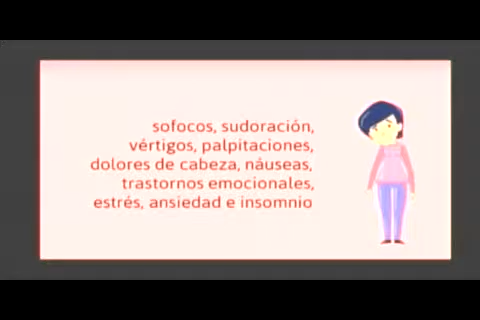 sofocos, sudoración,
vértigos, palpitaciones,
dolores de cabeza, náuseas,
trastornos emocionales,
estrés, ansiedad e insomnio